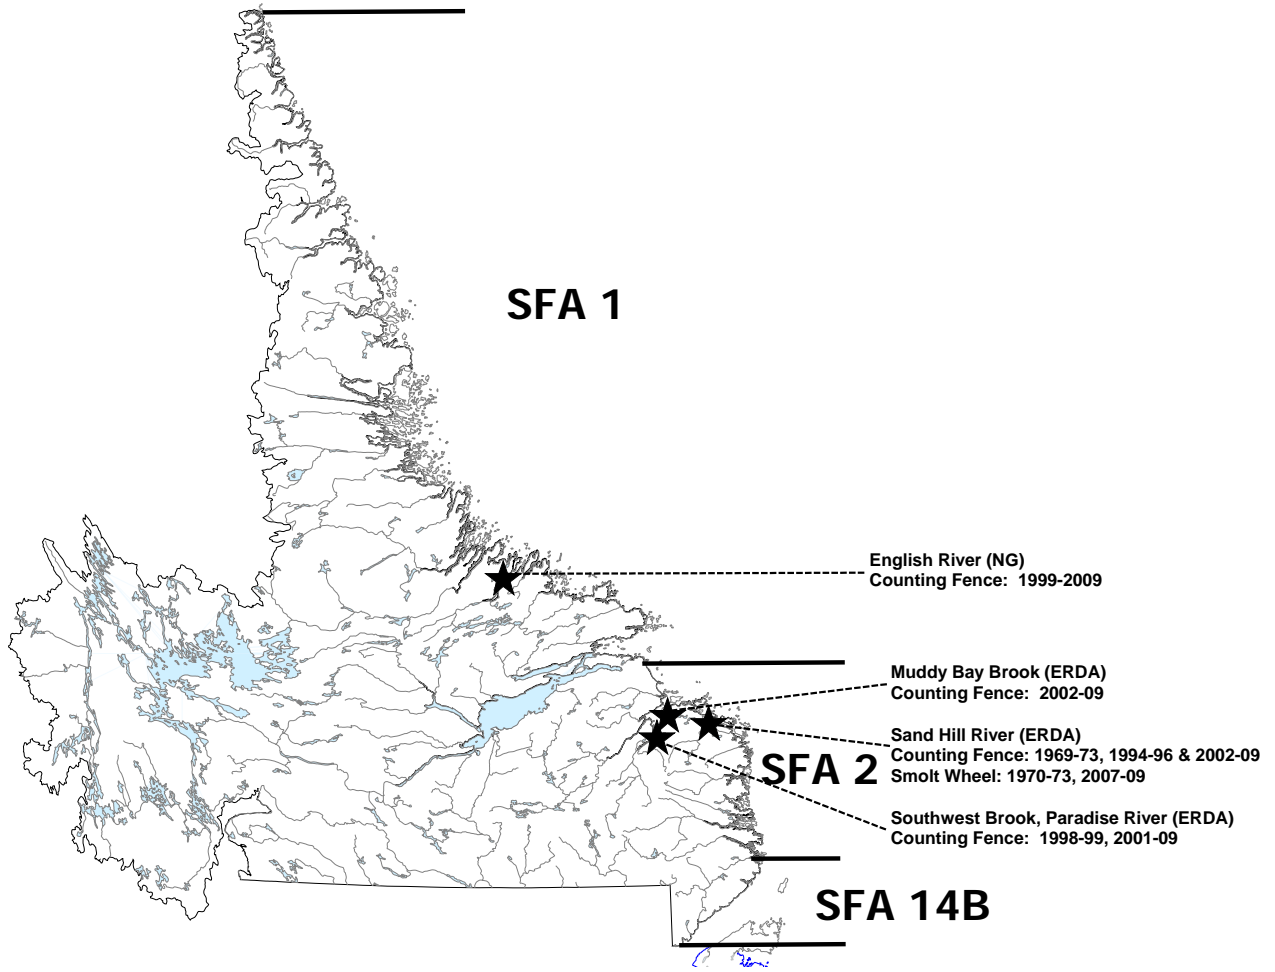 SFA 1
English River (NG)
Counting Fence:  1999-2009
Muddy Bay Brook (ERDA)
Counting Fence:  2002-09
Sand Hill River (ERDA)
Counting Fence: 1969-73, 1994-96 & 2002-09
Smolt Wheel: 1970-73, 2007-09
SFA 2
Southwest Brook, Paradise River (ERDA)
Counting Fence:  1998-99, 2001-09
SFA 14B